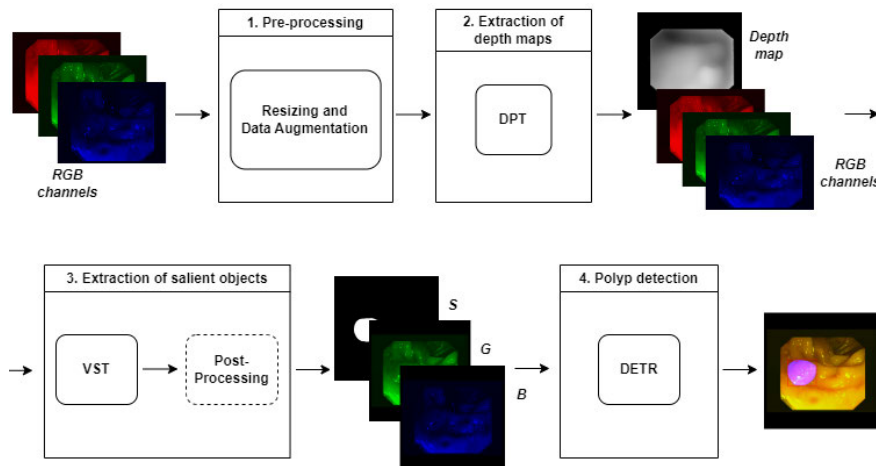 1. Pre-processing
2. Extraction of
depth maps
Depth
map
Resizing and
Data Augmentation
DPT
RGB
channels
RGB
channels
3. Extraction of salient objects
4. Polyp detection
S
VST
Post-
Processing
G
DETR
B